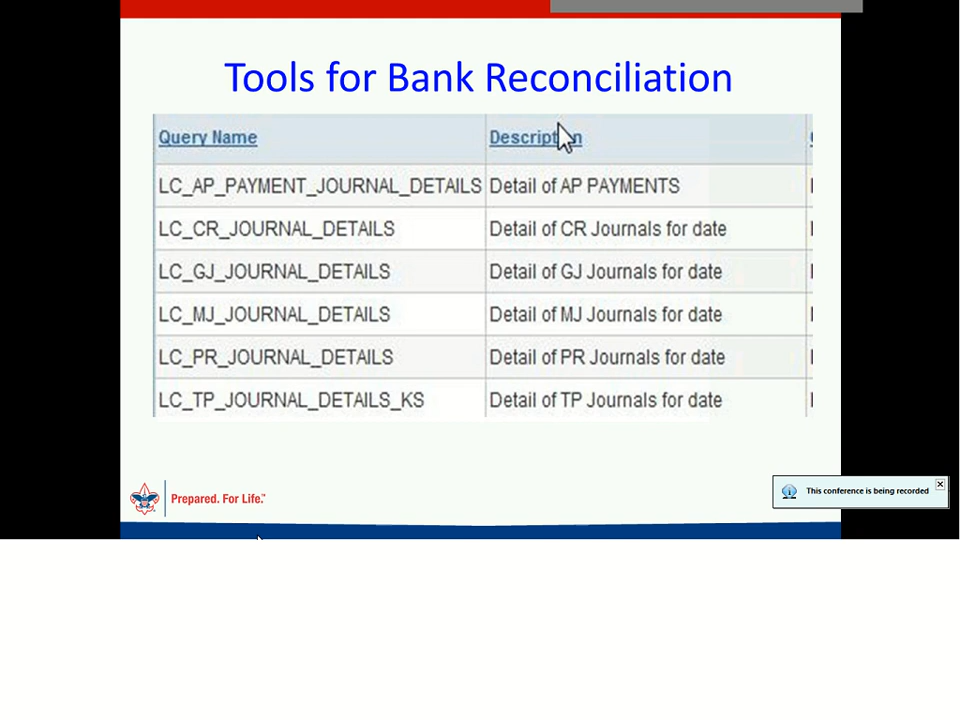 Tools for Bank Reconciliation
Query Name Description
LC_AP_PAYMENT_JOURNAL_DETAILS Detail of AP PAYMENTS
LC_CR_JOURNAL_DETAILS Detail of CR Journals for date
LC_GJ_JOURNAL_DETAILS Detail of GJ Journals for date
LC_MJ_JOURNAL_DETAILS Detail of MJ Journals for date
LC_PR_JOURNAL_DETAILS Detail of PR Journals for date
LC_TP_JOURNAL_DETAILS_KS Detail of TP Journals for date
Prepared. For Life.™
This conference is being recorded